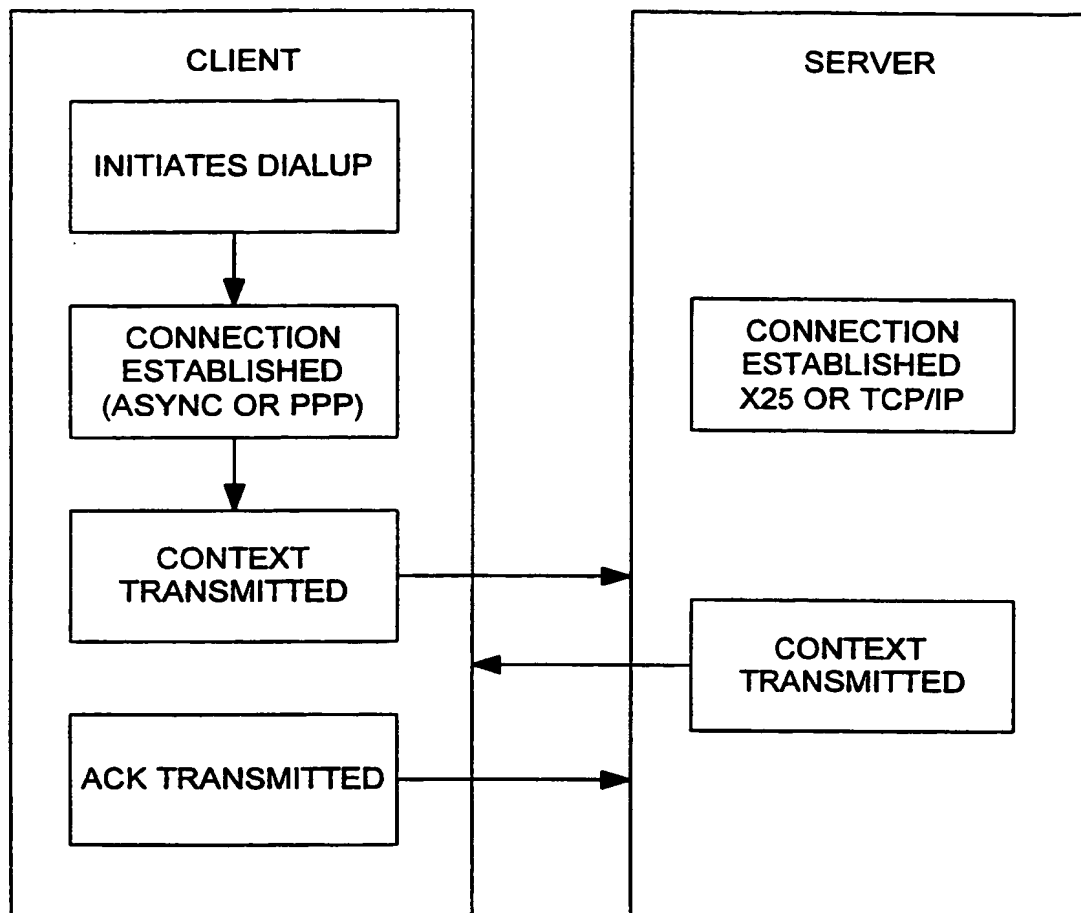 CLIENT
INITIATES DIALUP
CONNECTION
ESTABLISHED
(ASYNC OR PPP)
CONTEXT
TRANSMITTED
ACK TRANSMITTED
SERVER
CONNECTION
ESTABLISHED
X25 OR TCP/IP
CONTEXT
TRANSMITTED